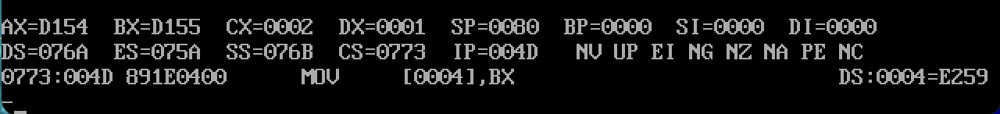 AX=D154 BX=D155 CX=0002 DX=0001 SP=0080 BP=0000 SI=0000 DI=0000
DS=076A ES=075A SS=076B CS=0773 IP=004D NV UP EI NG NZ NA PE NC
0773:004D 891E0400 MOV [0004],BX DS:0004=E259
-